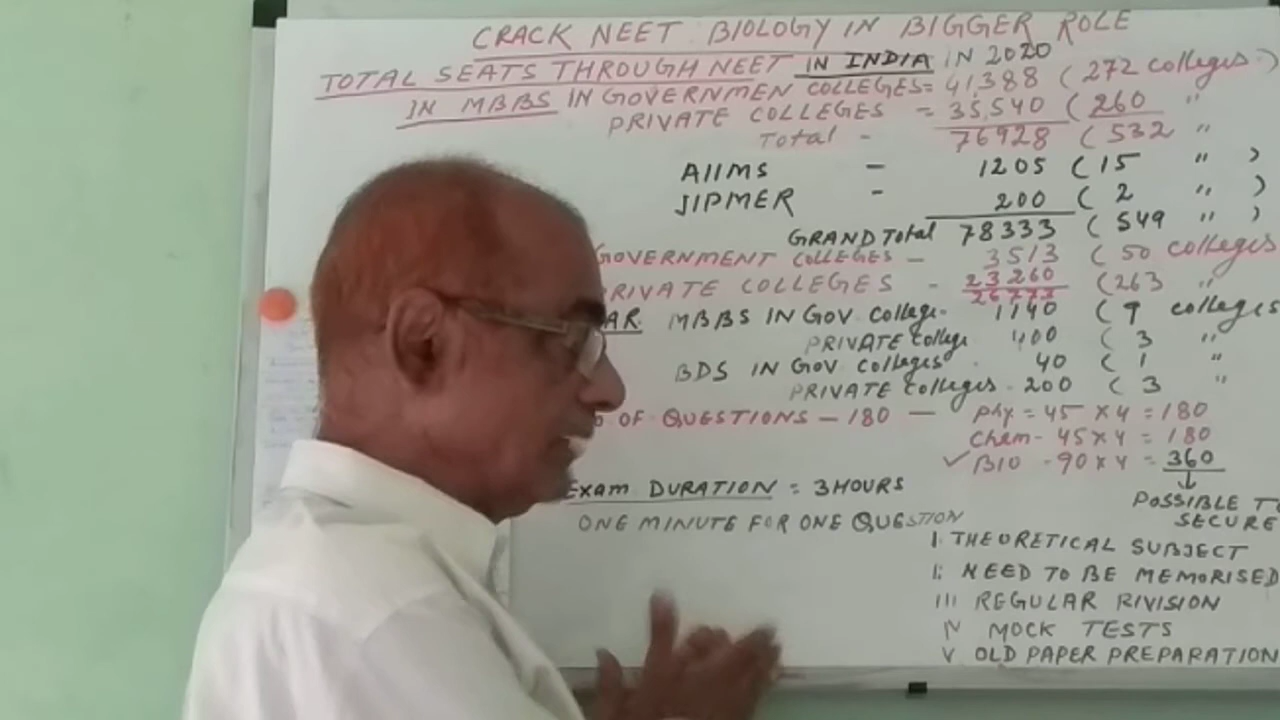 CRACK NEET BIOLOGY IN BIGGER ROLE
TOTAL SEATS THROUGH NEET IN INDIA IN 2020
IN MBBS IN GOVERNMEN COLLEGES = 41,388 ( 272 colleges )
PRIVATE COLLEGES = 35,540 ( 260 "
Total - 76928 ( 532 "
AIIMS - 1205 ( 15 " )
JIPMER - 200 ( 2 " )
GRAND Total 78333 ( 549 " )
GOVERNMENT COLLEGES - 3513 ( 50 colleges
RIVATE COLLEGES - 23260 ( 263 "
26773
AR MBBS IN GOV College - 1140 ( 9 colleges
PRIVATE College 400 ( 3 "
BDS IN GOV Colleges 40 ( 1 "
PRIVATE Colleges - 200 ( 3 "
OF QUESTIONS - 180 - Phy = 45 x 4 = 180
Chem - 45 x 4 = 180
✓ BIO - 90 x 4 = 360
↓
POSSIBLE TO
SECURE
Exam DURATION = 3 HOURS
ONE MINUTE FOR ONE QUESTION
I THEORETICAL SUBJECT
II NEED TO BE MEMORISED
III REGULAR RIVISION
IV MOCK TESTS
V OLD PAPER PREPARATION